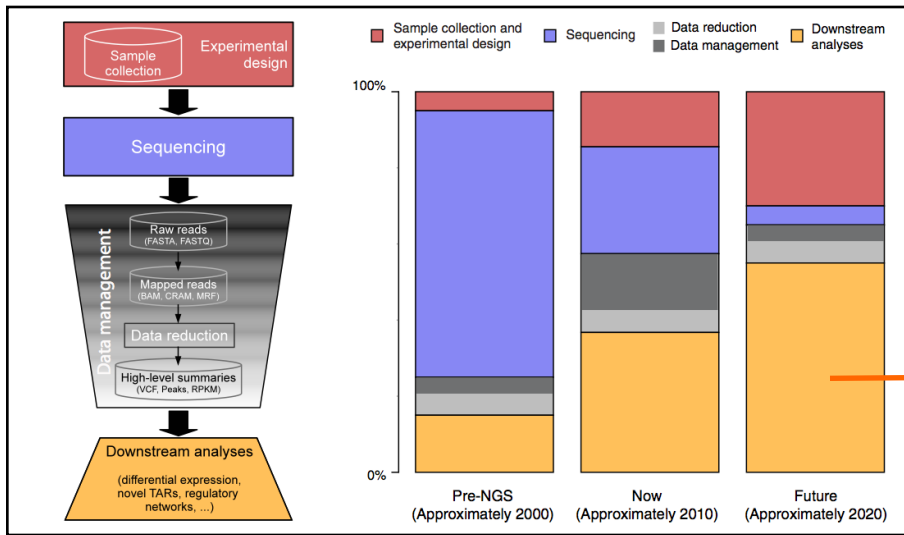 Experimental
design
Sample
collection
Sequencing
Data management
Raw reads
(FASTA, FASTQ)
Mapped reads
(BAM, CRAM, MRF)
Data reduction
High-level summaries
(VCF, Peaks, RPKM)
Downstream analyses
(differential expression,
novel TARs, regulatory
networks, ...)
Sample collection and
experimental design
Sequencing
Data reduction
Data management
Downstream
analyses
100%
0%
Pre-NGS
(Approximately 2000)
Now
(Approximately 2010)
Future
(Approximately 2020)